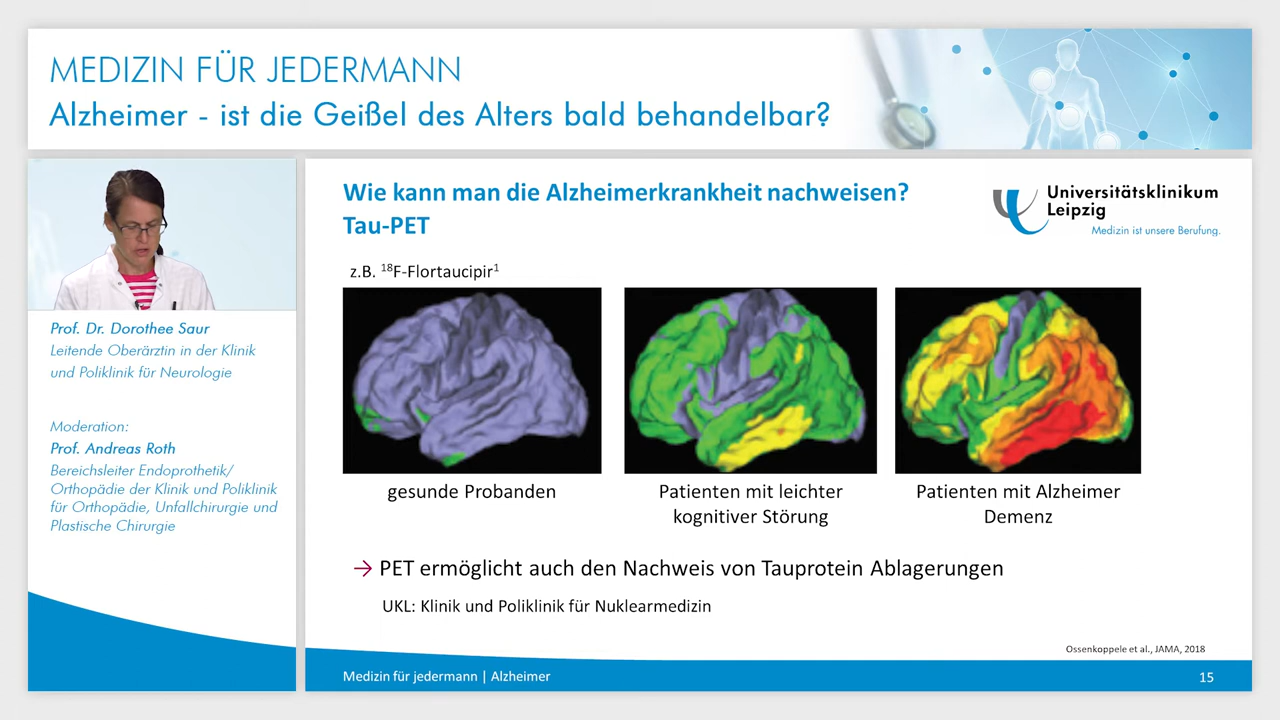 MEDIZIN FÜR JEDERMANN
Alzheimer - ist die Geißel des Alters bald behandelbar?
Prof. Dr. Dorothee Saur
Leitende Oberärztin in der Klinik
und Poliklinik für Neurologie
Moderation:
Prof. Andreas Roth
Bereichsleiter Endoprothetik/
Orthopädie der Klinik und Poliklinik
für Orthopädie, Unfallchirurgie und
Plastische Chirurgie
Wie kann man die Alzheimerkrankheit nachweisen?
Tau-PET
Universitätsklinikum
Leipzig
Medizin ist unsere Berufung.
z.B. ¹⁸F-Flortaucipir¹
gesunde Probanden
Patienten mit leichter
kognitiver Störung
Patienten mit Alzheimer
Demenz
→ PET ermöglicht auch den Nachweis von Tauprotein Ablagerungen
UKL: Klinik und Poliklinik für Nuklearmedizin
Ossenkoppele et al., JAMA, 2018
Medizin für jedermann | Alzheimer
15